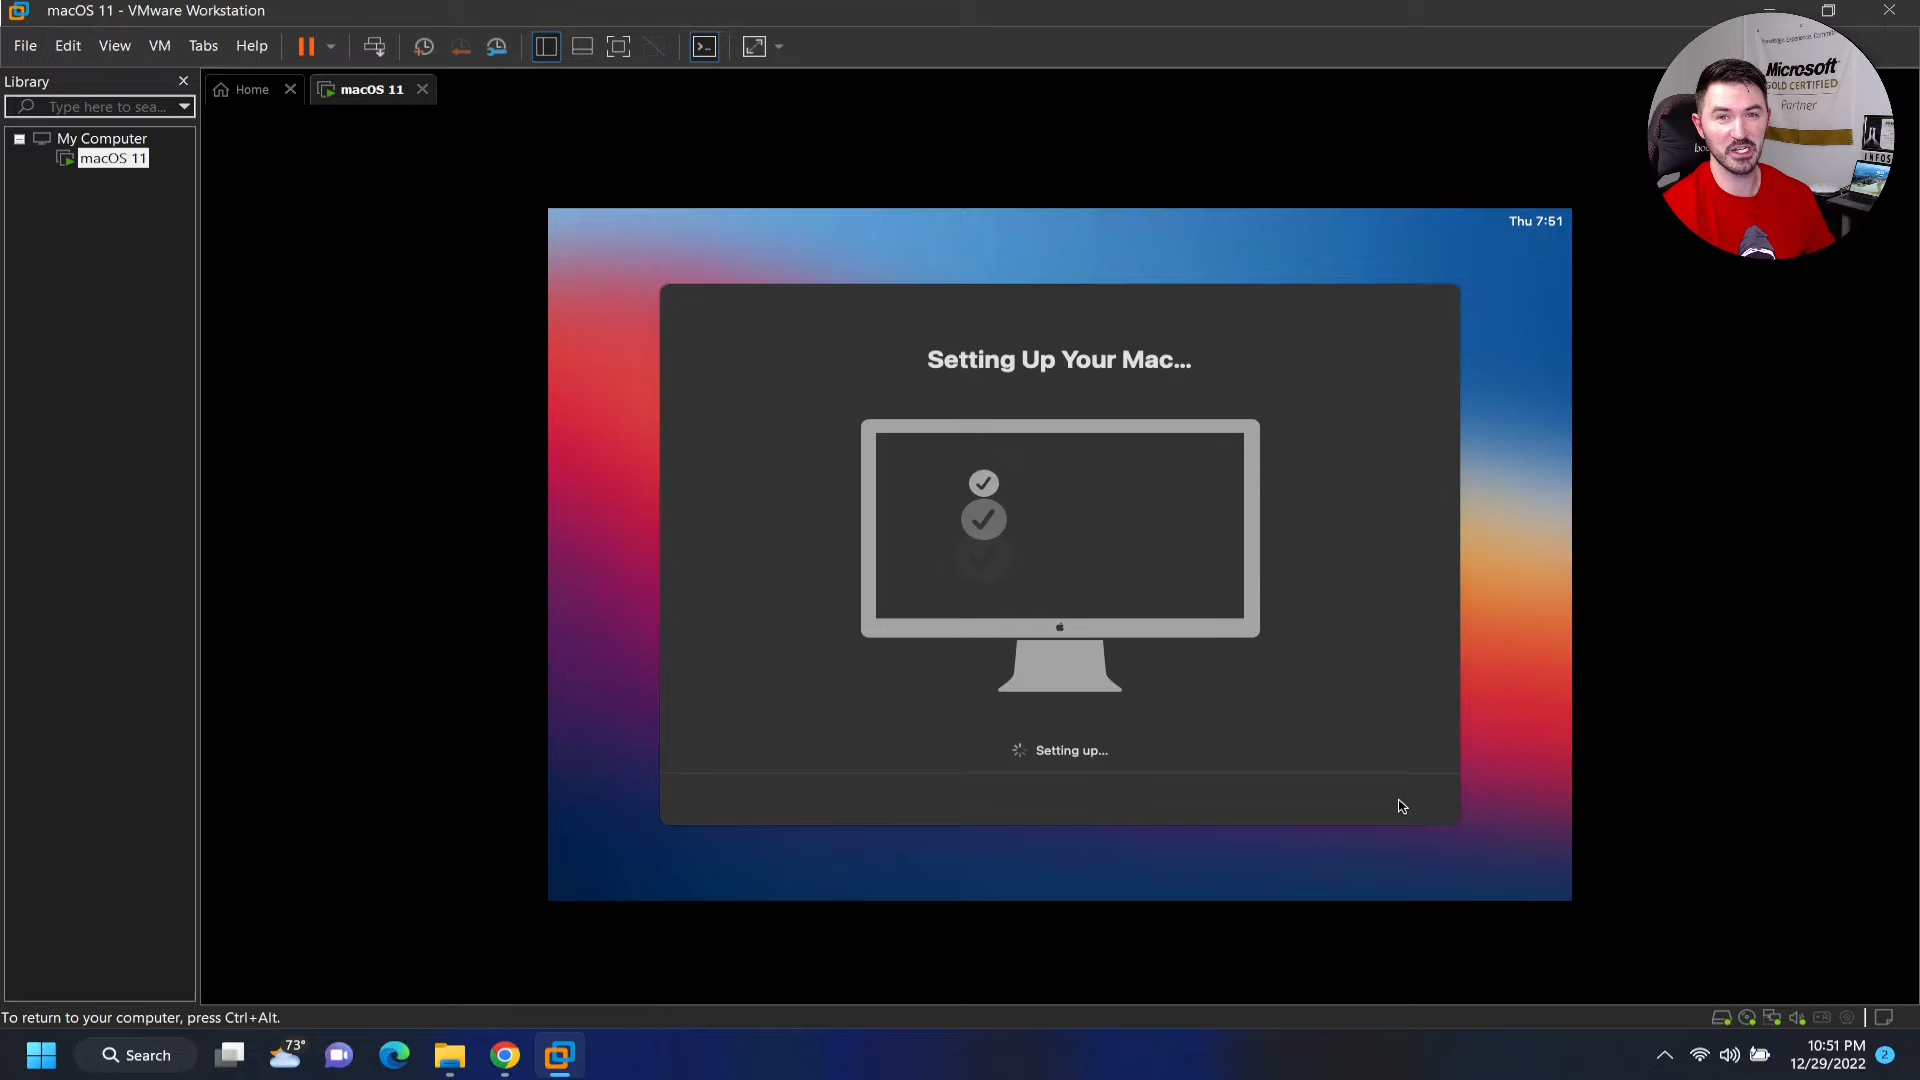 macOS 11 - VMware Workstation
File Edit View VM Tabs Help
Library
Type here to sea...
Home
macOS 11
My Computer
macOS 11
Microsoft
GOLD CERTIFIED
Partner
INFOS
Thu 7:51
Setting Up Your Mac...
Setting up...
To return to your computer, press Ctrl+Alt.
Search
73°
10:51 PM
12/29/2022
2